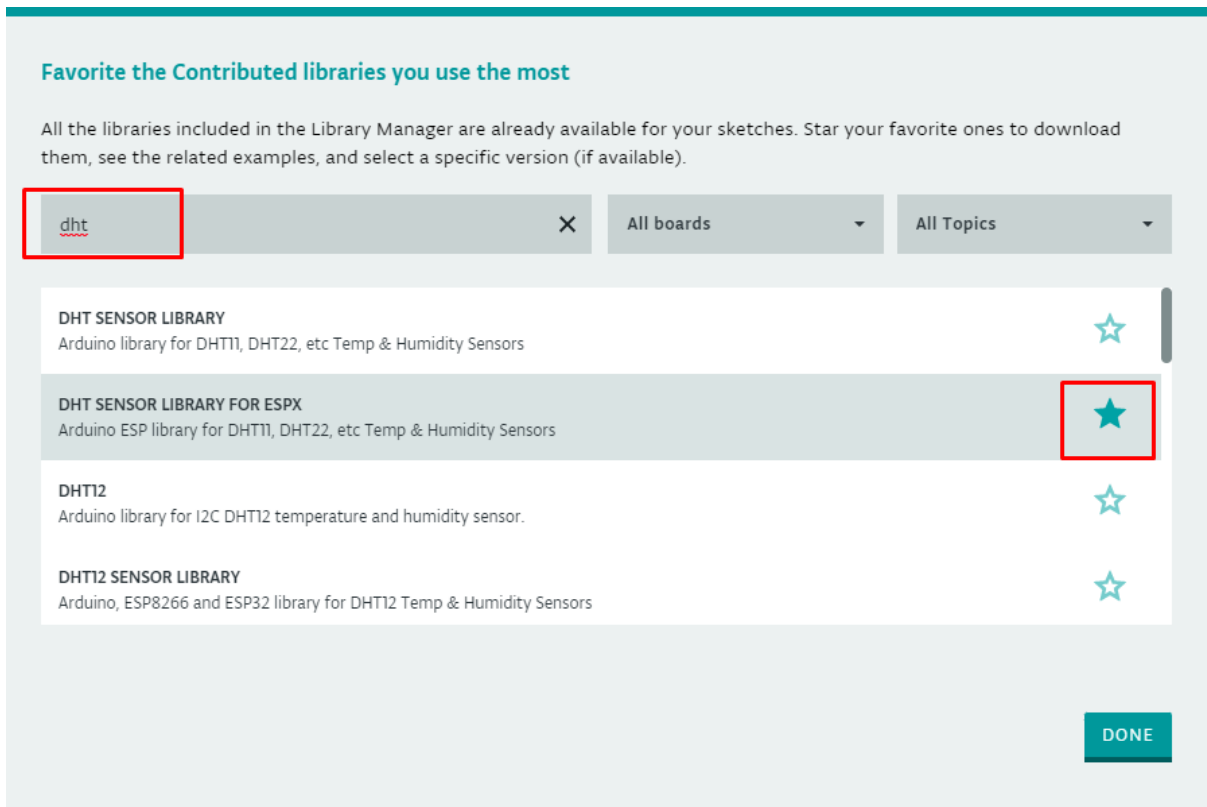 Favorite the Contributed libraries you use the most
All the libraries included in the Library Manager are already available for your sketches. Star your favorite ones to download
them, see the related examples, and select a specific version (if available).
dht
All boards
All Topics
DHT SENSOR LIBRARY
Arduino library for DHT11, DHT22, etc Temp & Humidity Sensors
DHT SENSOR LIBRARY FOR ESPX
Arduino ESP library for DHT11, DHT22, etc Temp & Humidity Sensors
DHT12
Arduino library for I2C DHT12 temperature and humidity sensor.
DHT12 SENSOR LIBRARY
Arduino, ESP8266 and ESP32 library for DHT12 Temp & Humidity Sensors
DONE